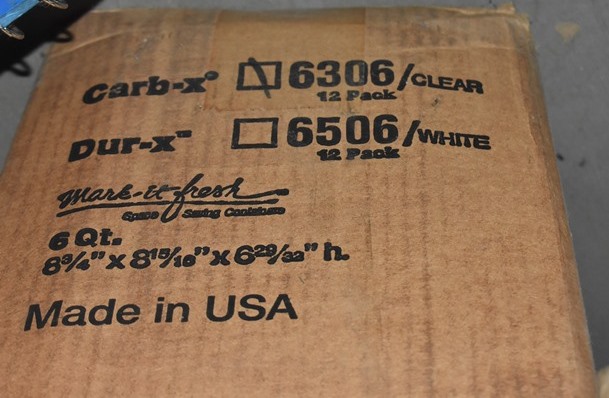 Carb-x® 6306/CLEAR
12 Pack
Dur-x™ 6506/WHITE
12 Pack
Mark-it fresh
Space Saving Containers
6 Qt.
8¾" x 8¹⁵/₁₆" x 6²⁹/₃₂" h.
Made in USA